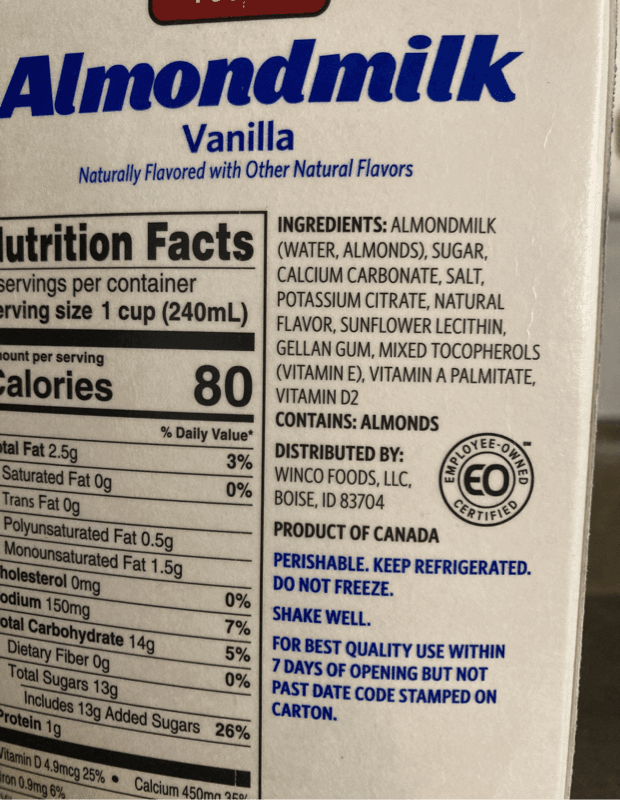 Almondmilk
Vanilla
Naturally Flavored with Other Natural Flavors
utrition Facts
servings per container
erving size 1 cup (240mL)
ount per serving
alories 80
% Daily Value*
tal Fat 2.5g 3%
Saturated Fat 0g 0%
Trans Fat 0g
Polyunsaturated Fat 0.5g
Monounsaturated Fat 1.5g
holesterol 0mg 0%
odium 150mg 7%
otal Carbohydrate 14g 5%
Dietary Fiber 0g 0%
Total Sugars 13g
Includes 13g Added Sugars 26%
Protein 1g
Vitamin D 4.9mcg 25% • Calcium 450mg 35%
Iron 0.9mg 6%
INGREDIENTS: ALMONDMILK
(WATER, ALMONDS), SUGAR,
CALCIUM CARBONATE, SALT,
POTASSIUM CITRATE, NATURAL
FLAVOR, SUNFLOWER LECITHIN,
GELLAN GUM, MIXED TOCOPHEROLS
(VITAMIN E), VITAMIN A PALMITATE,
VITAMIN D2
CONTAINS: ALMONDS
DISTRIBUTED BY:
WINCO FOODS, LLC,
BOISE, ID 83704
EMPLOYEE-OWNED
EO
CERTIFIED
PRODUCT OF CANADA
PERISHABLE. KEEP REFRIGERATED.
DO NOT FREEZE.
SHAKE WELL.
FOR BEST QUALITY USE WITHIN
7 DAYS OF OPENING BUT NOT
PAST DATE CODE STAMPED ON
CARTON.